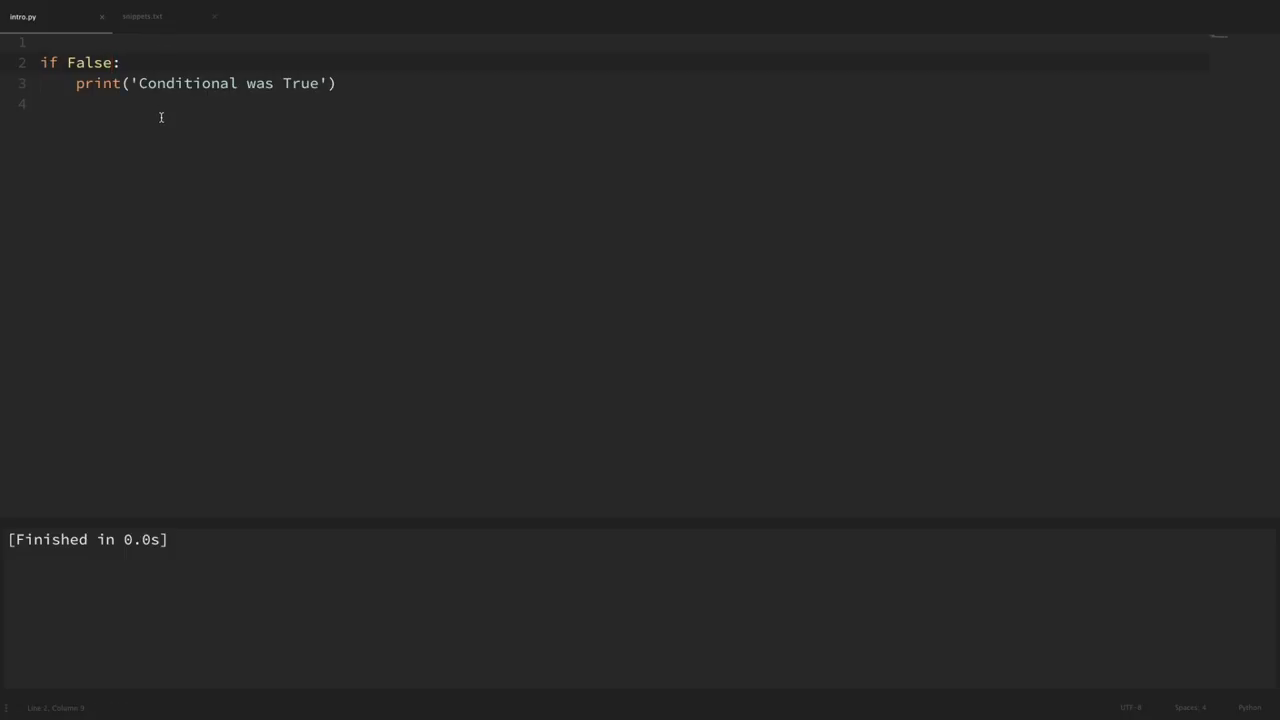 intro.py × snippets.txt ×
1
2 if False:
3     print('Conditional was True')
4
[Finished in 0.0s]
Line 2, Column 9 UTF-8 Spaces: 4 Python